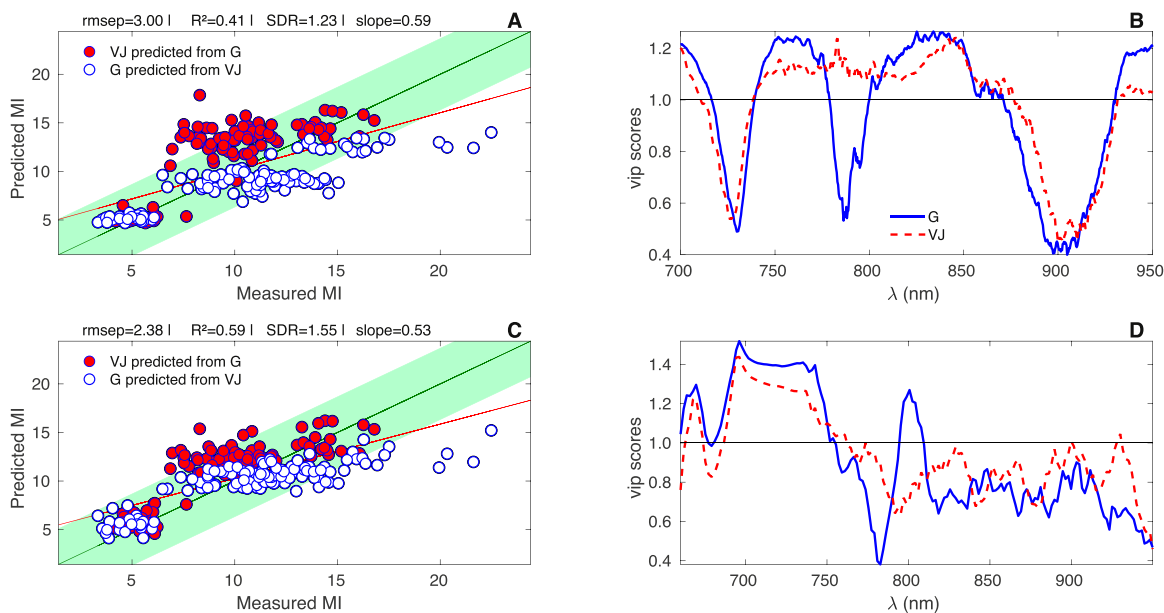 rmsep=3.00 | R²=0.41 | SDR=1.23 | slope=0.59
A
VJ predicted from G
G predicted from VJ
Predicted MI
20
15
10
5
5
10
15
20
Measured MI
B
vip scores
1.2
1.0
0.8
0.6
0.4
G
VJ
700
750
800
850
900
950
λ (nm)
rmsep=2.38 | R²=0.59 | SDR=1.55 | slope=0.53
C
VJ predicted from G
G predicted from VJ
Predicted MI
20
15
10
5
5
10
15
20
Measured MI
D
vip scores
1.4
1.2
1.0
0.8
0.6
0.4
700
750
800
850
900
λ (nm)